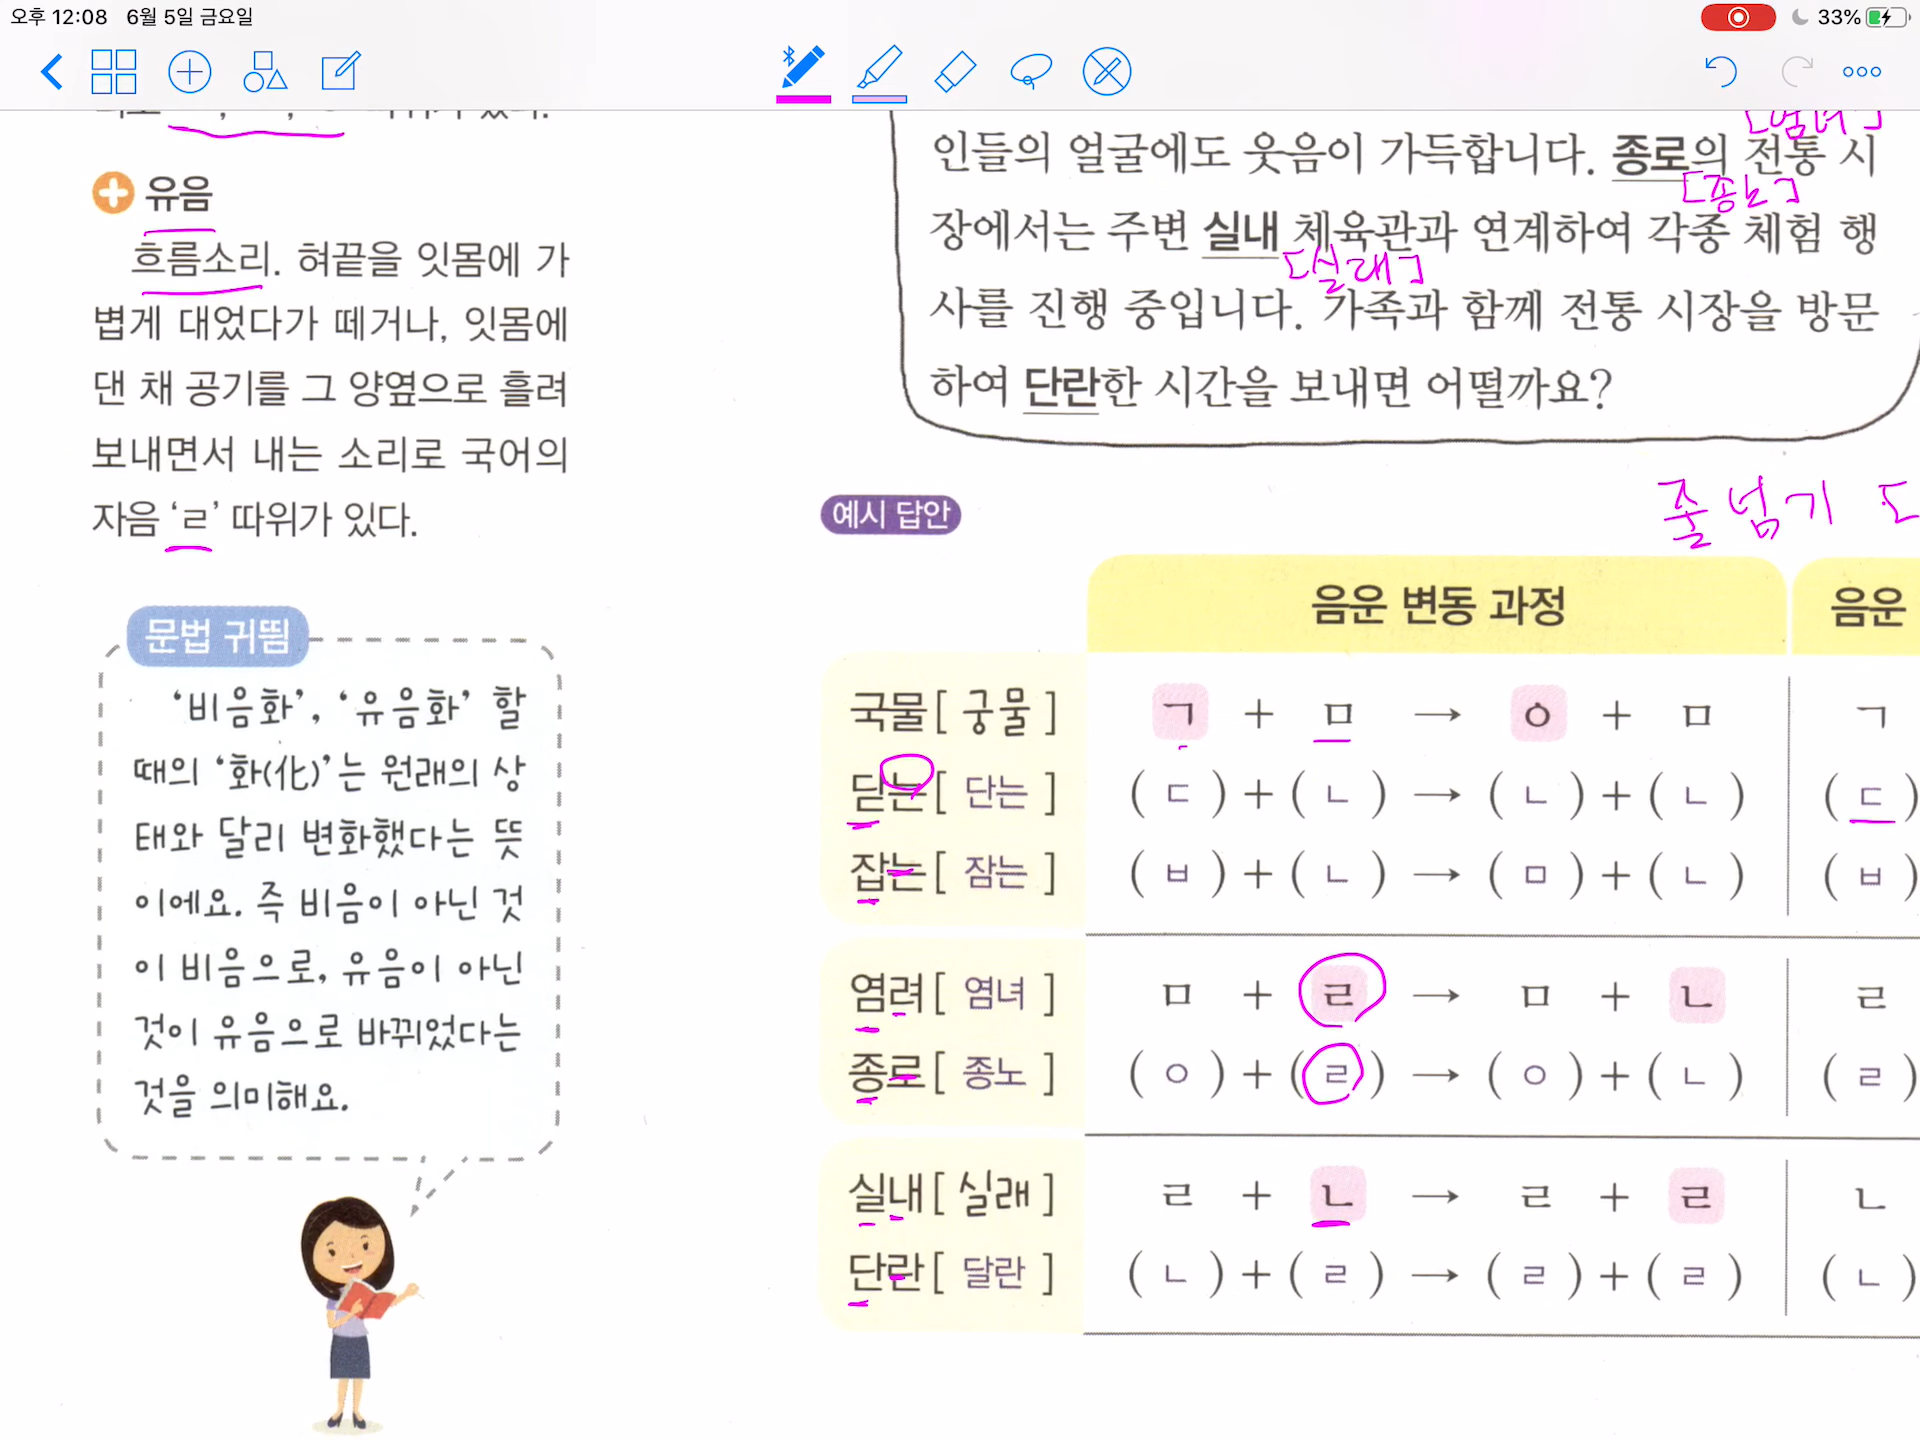 오후 12:08 6월 5일 금요일
33%
유음
흐름소리. 혀끝을 잇몸에 가
볍게 대었다가 떼거나, 잇몸에
댄 채 공기를 그 양옆으로 흘려
보내면서 내는 소리로 국어의
자음 ‘ㄹ’ 따위가 있다.
문법 귀띔
‘비음화’, ‘유음화’ 할
때의 ‘화(化)’는 원래의 상
태와 달리 변화했다는 뜻
이에요. 즉 비음이 아닌 것
이 비음으로, 유음이 아닌
것이 유음으로 바뀌었다는
것을 의미해요.
[염녀]
인들의 얼굴에도 웃음이 가득합니다. 종로의 전통 시
[종노]
장에서는 주변 실내 체육관과 연계하여 각종 체험 행
[실래]
사를 진행 중입니다. 가족과 함께 전통 시장을 방문
하여 단란한 시간을 보내면 어떨까요?
줄넘기 [
예시 답안
음운 변동 과정 음운
국물[ 궁물 ] ㄱ + ㅁ → ㅇ + ㅁ ㄱ
닫는[ 단는 ] ( ㄷ ) + ( ㄴ ) → ( ㄴ ) + ( ㄴ ) ( ㄷ )
잡는[ 잠는 ] ( ㅂ ) + ( ㄴ ) → ( ㅁ ) + ( ㄴ ) ( ㅂ )
염려[ 염녀 ] ㅁ + ㄹ → ㅁ + ㄴ ㄹ
종로[ 종노 ] ( ㅇ ) + ( ㄹ ) → ( ㅇ ) + ( ㄴ ) ( ㄹ )
실내[ 실래 ] ㄹ + ㄴ → ㄹ + ㄹ ㄴ
단란[ 달란 ] ( ㄴ ) + ( ㄹ ) → ( ㄹ ) + ( ㄹ ) ( ㄴ )